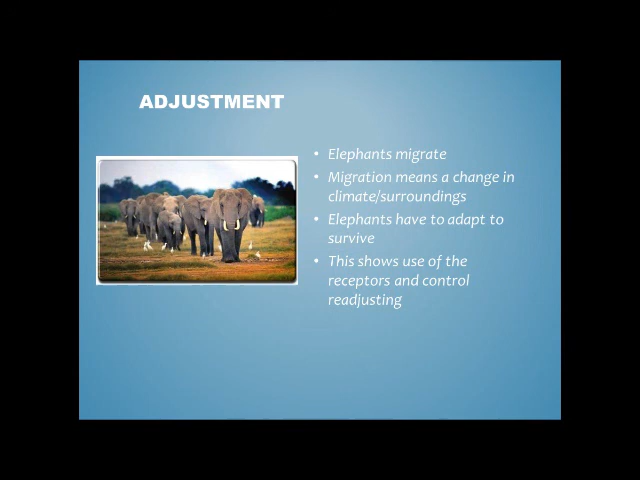 ADJUSTMENT
• Elephants migrate
• Migration means a change in
climate/surroundings
• Elephants have to adapt to
survive
• This shows use of the
receptors and control
readjusting